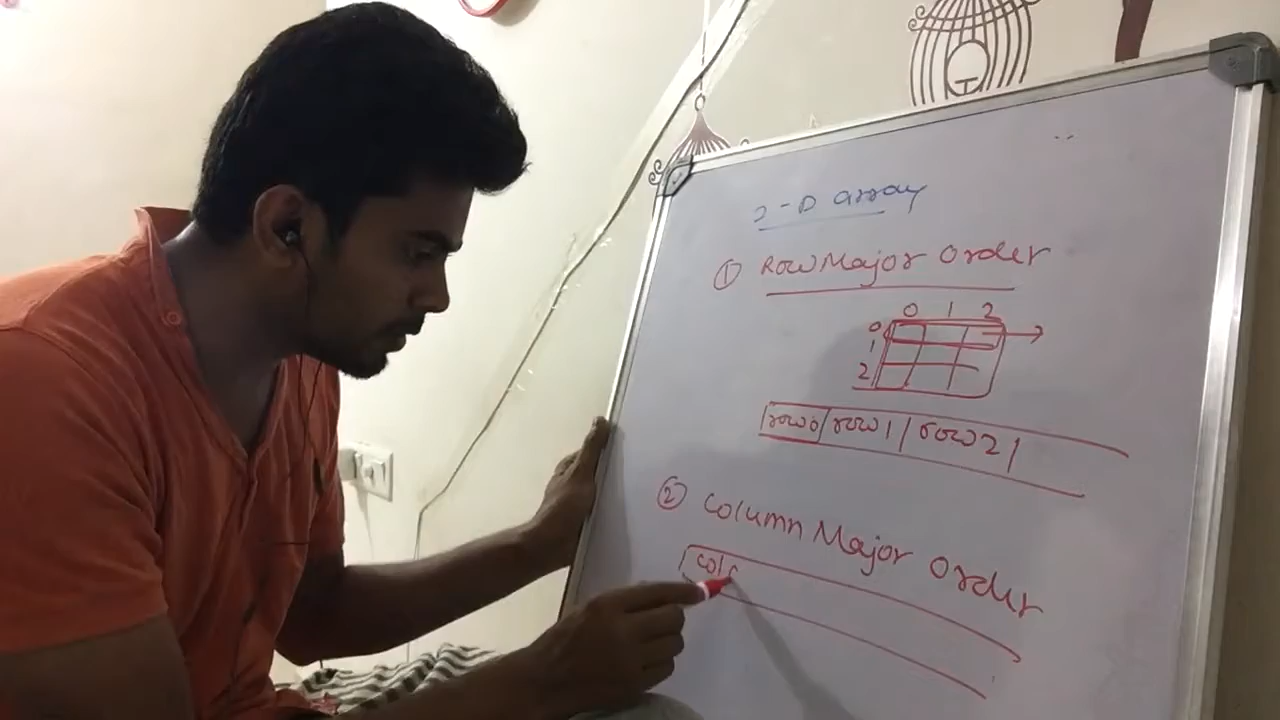 2-D array
① Row Major Order
0 1 2
0
1
2
row0 row1 row2
② Column Major Order
col